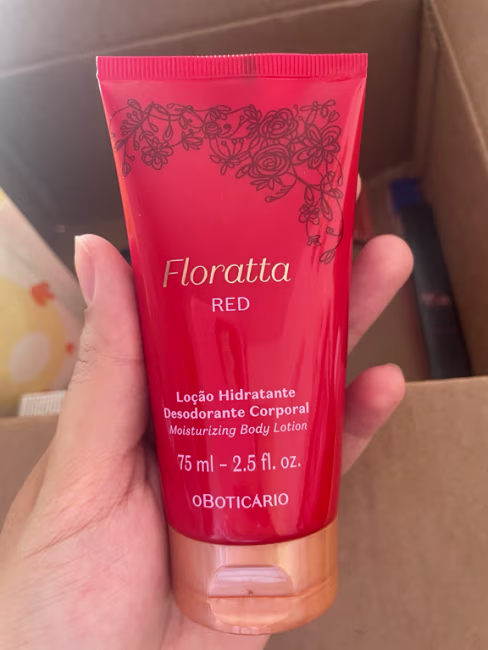 Floratta
RED
Loção Hidratante
Desodorante Corporal
Moisturizing Body Lotion
75 ml – 2.5 fl. oz.
oBOTICÁRIO